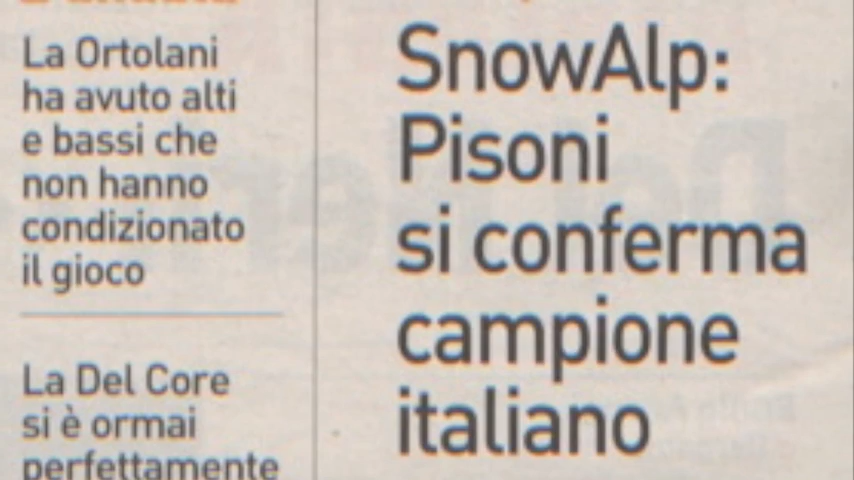 La Ortolani
ha avuto alti
e bassi che
non hanno
condizionato
il gioco
La Del Core
si è ormai
perfettamente
SnowAlp:
Pisoni
si conferma
campione
italiano